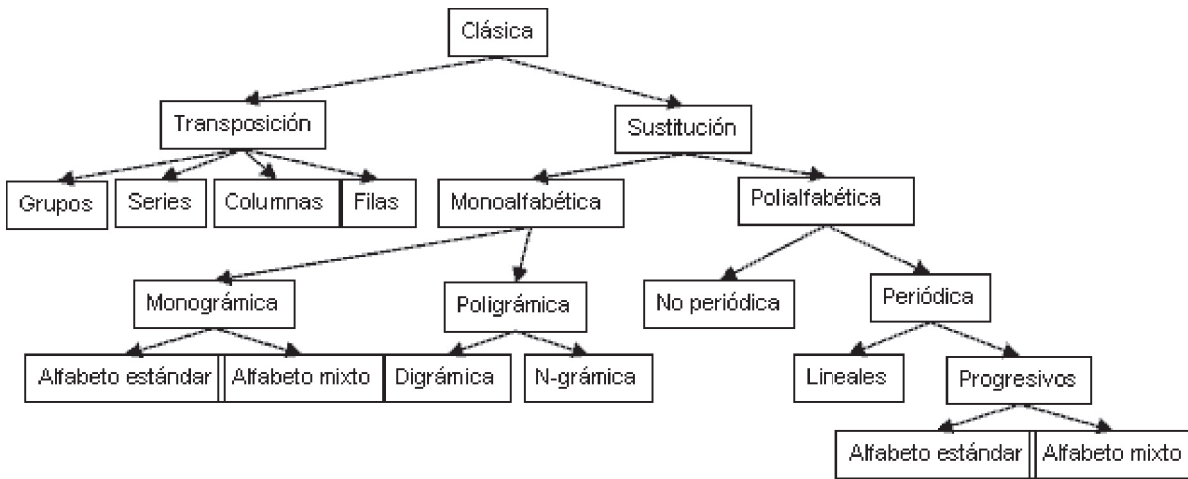 Clásica
Transposición
Sustitución
Grupos
Series
Columnas
Filas
Monoalfabética
Polialfabética
Monográmica
Poligrámica
No periódica
Periódica
Alfabeto estándar
Alfabeto mixto
Digrámica
N-grámica
Lineales
Progresivos
Alfabeto estándar
Alfabeto mixto